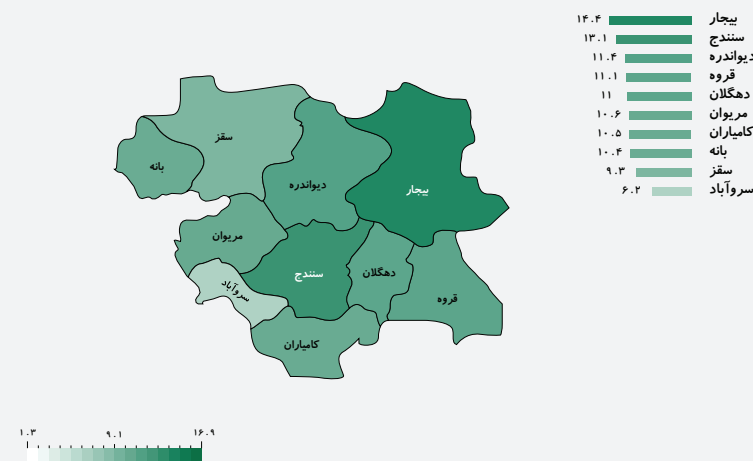 بیجار ۱۴.۴
سنندج ۱۳.۱
دیواندره ۱۱.۴
قروه ۱۱.۱
دهگلان ۱۱
مریوان ۱۰.۶
کامیاران ۱۰.۵
بانه ۱۰.۴
سقز ۹.۳
سروآباد ۶.۲
سقز
بانه
دیواندره
بیجار
مریوان
سنندج
دهگلان
سروآباد
قروه
کامیاران
۱.۳ ۹.۱ ۱۶.۹